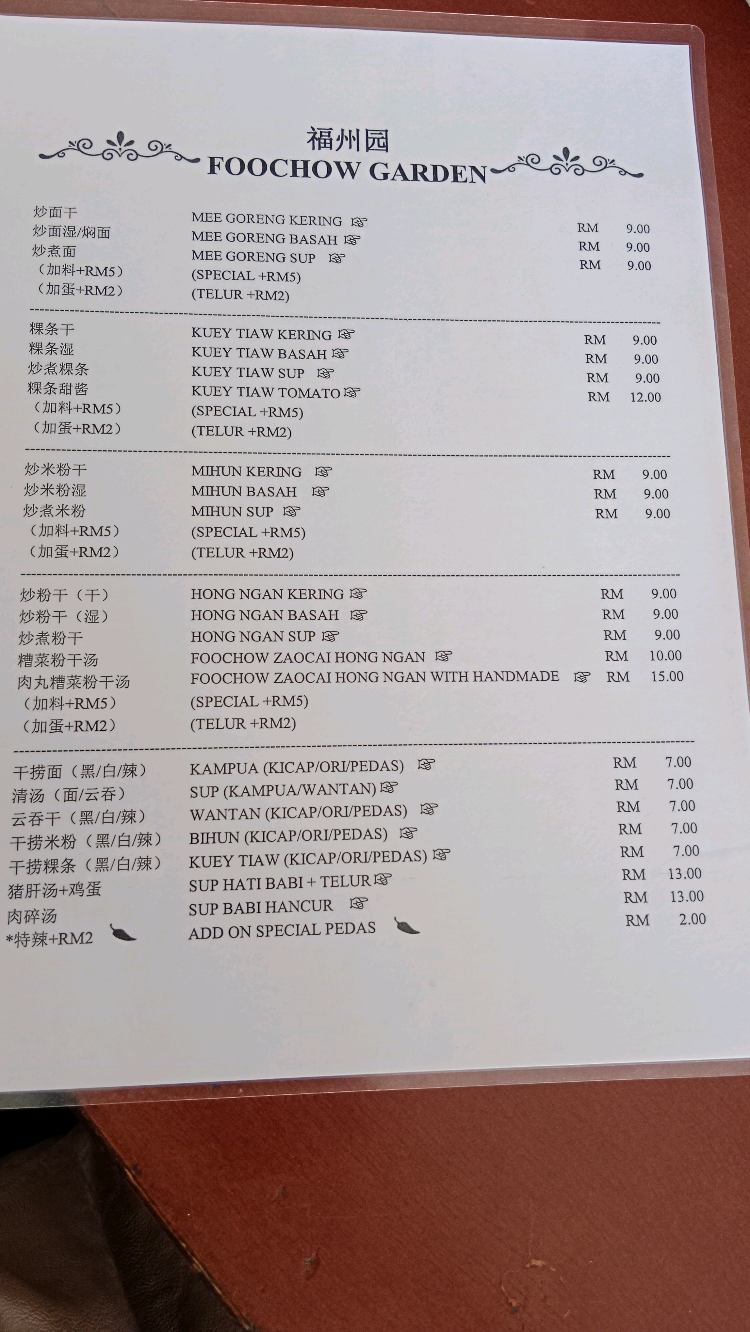 福州园
FOOCHOW GARDEN
炒面干 MEE GORENG KERING RM 9.00
炒面湿/焖面 MEE GORENG BASAH RM 9.00
炒煮面 MEE GORENG SUP RM 9.00
（加料+RM5） (SPECIAL +RM5)
（加蛋+RM2） (TELUR +RM2)
粿条干 KUEY TIAW KERING RM 9.00
粿条湿 KUEY TIAW BASAH RM 9.00
炒煮粿条 KUEY TIAW SUP RM 9.00
粿条甜酱 KUEY TIAW TOMATO RM 12.00
（加料+RM5） (SPECIAL +RM5)
（加蛋+RM2） (TELUR +RM2)
炒米粉干 MIHUN KERING RM 9.00
炒米粉湿 MIHUN BASAH RM 9.00
炒煮米粉 MIHUN SUP RM 9.00
（加料+RM5） (SPECIAL +RM5)
（加蛋+RM2） (TELUR +RM2)
炒粉干（干） HONG NGAN KERING RM 9.00
炒粉干（湿） HONG NGAN BASAH RM 9.00
炒煮粉干 HONG NGAN SUP RM 9.00
糟菜粉干汤 FOOCHOW ZAOCAI HONG NGAN RM 10.00
肉丸糟菜粉干汤 FOOCHOW ZAOCAI HONG NGAN WITH HANDMADE RM 15.00
（加料+RM5） (SPECIAL +RM5)
（加蛋+RM2） (TELUR +RM2)
干捞面（黑/白/辣） KAMPUA (KICAP/ORI/PEDAS) RM 7.00
清汤（面/云吞） SUP (KAMPUA/WANTAN) RM 7.00
云吞干（黑/白/辣） WANTAN (KICAP/ORI/PEDAS) RM 7.00
干捞米粉（黑/白/辣） BIHUN (KICAP/ORI/PEDAS) RM 7.00
干捞粿条（黑/白/辣） KUEY TIAW (KICAP/ORI/PEDAS) RM 7.00
猪肝汤+鸡蛋 SUP HATI BABI + TELUR RM 13.00
肉碎汤 SUP BABI HANCUR RM 13.00
*特辣+RM2 ADD ON SPECIAL PEDAS RM 2.00